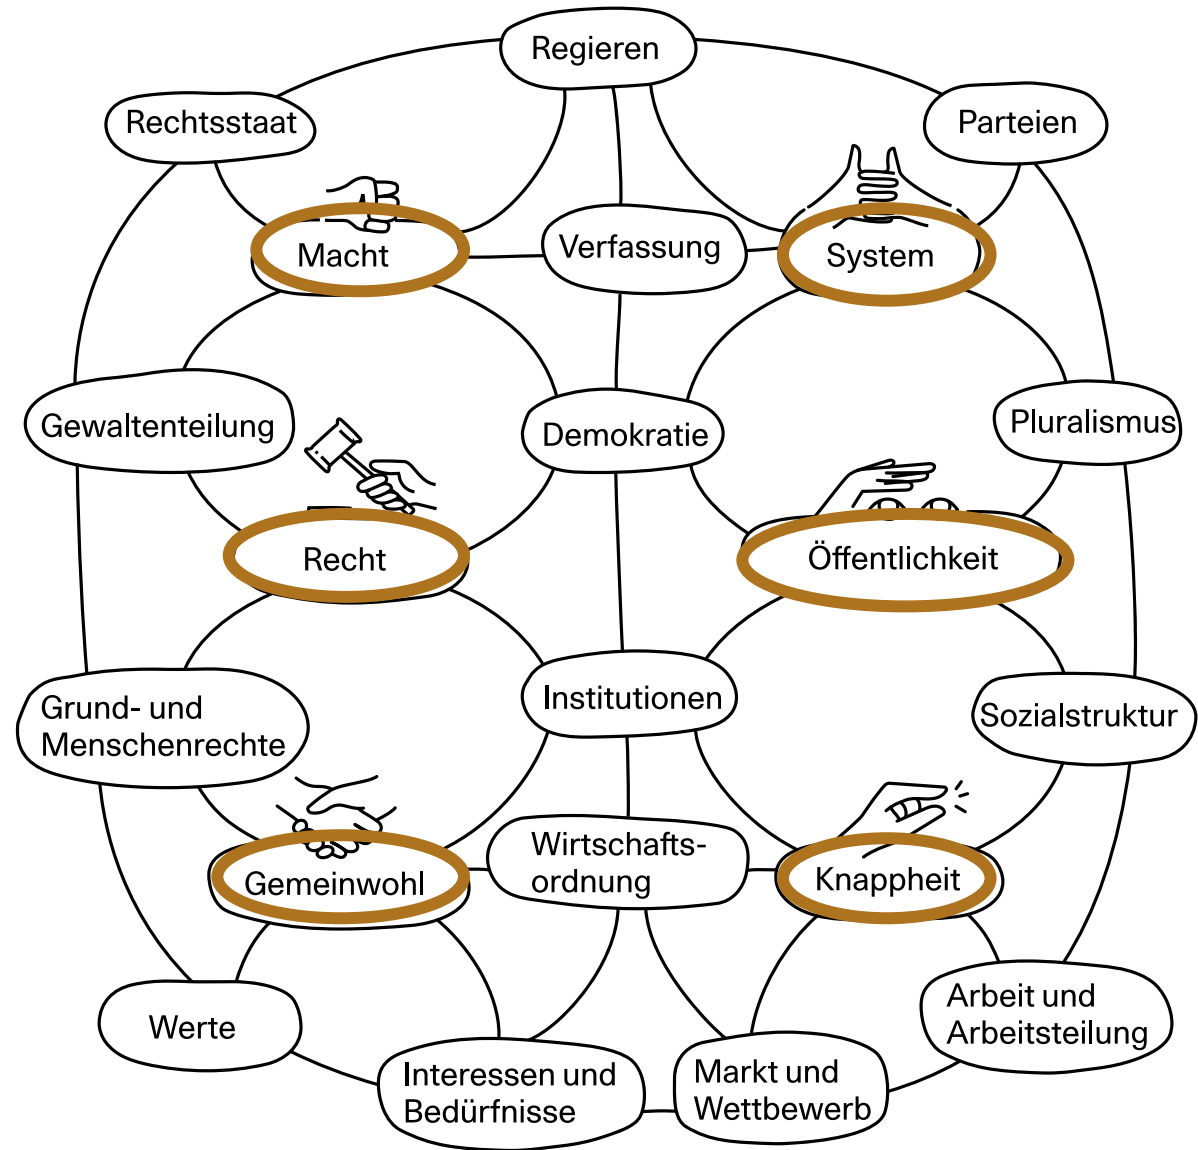 Regieren
Rechtsstaat
Parteien
Macht
Verfassung
System
Gewaltenteilung
Demokratie
Pluralismus
Recht
Öffentlichkeit
Grund- und
Menschenrechte
Institutionen
Sozialstruktur
Gemeinwohl
Wirtschafts-
ordnung
Knappheit
Werte
Interessen und
Bedürfnisse
Markt und
Wettbewerb
Arbeit und
Arbeitsteilung